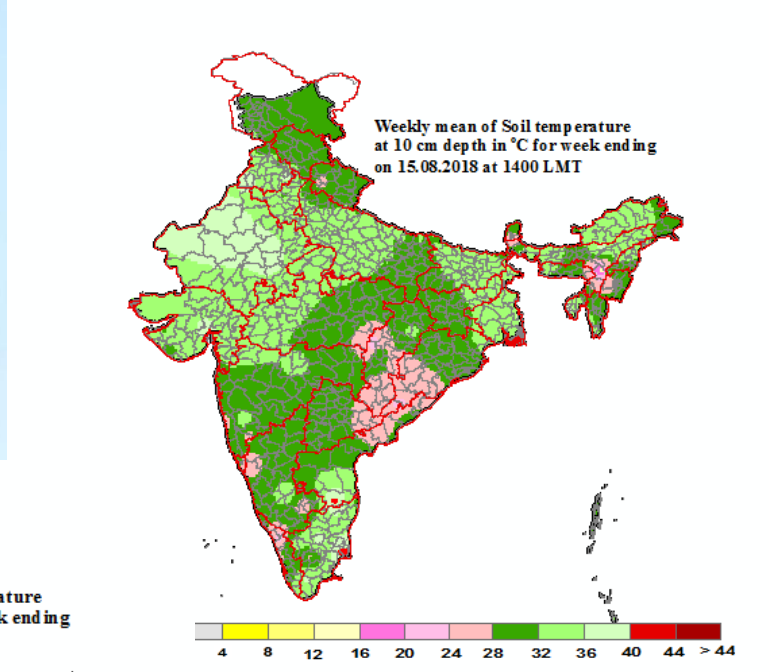 Weekly mean of Soil temperature
at 10 cm depth in °C for week ending
on 15.08.2018 at 1400 LMT
ature
k ending
4 8 12 16 20 24 28 32 36 40 44 > 44